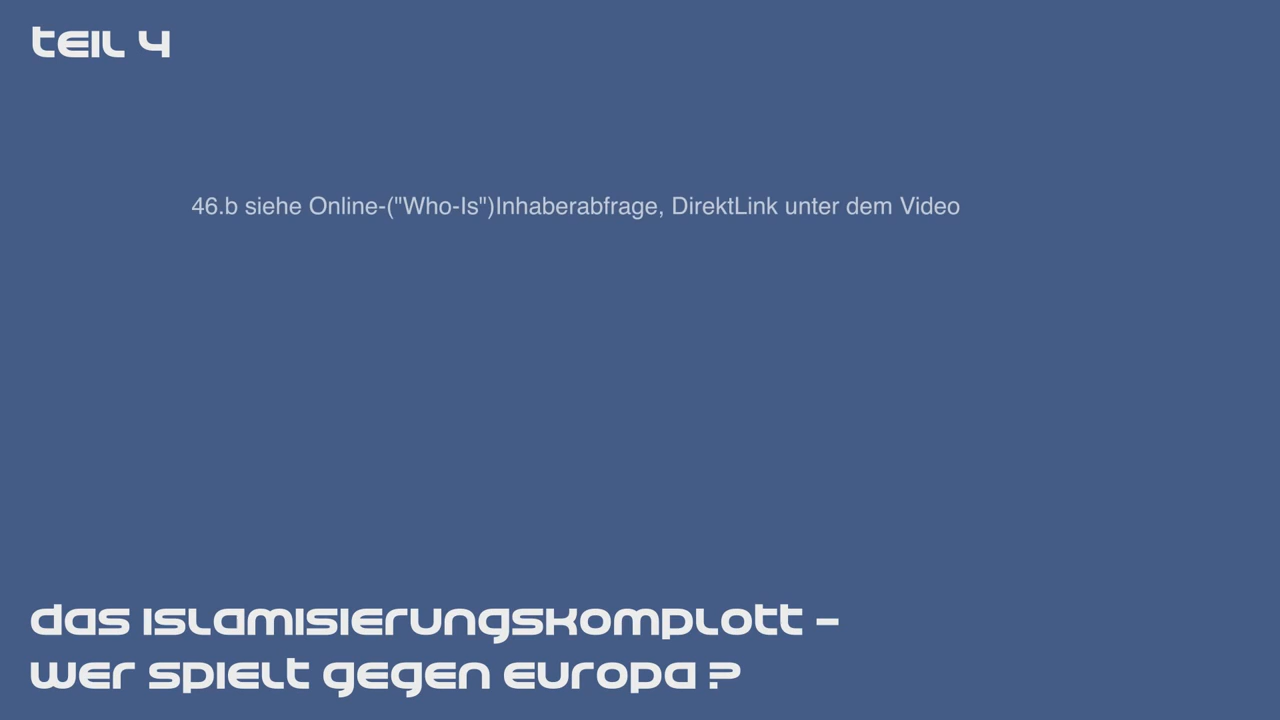 Teil 4
46.b siehe Online-("Who-Is")Inhaberabfrage, DirektLink unter dem Video
das Islamisierungskomplott –
wer spielt gegen Europa ?